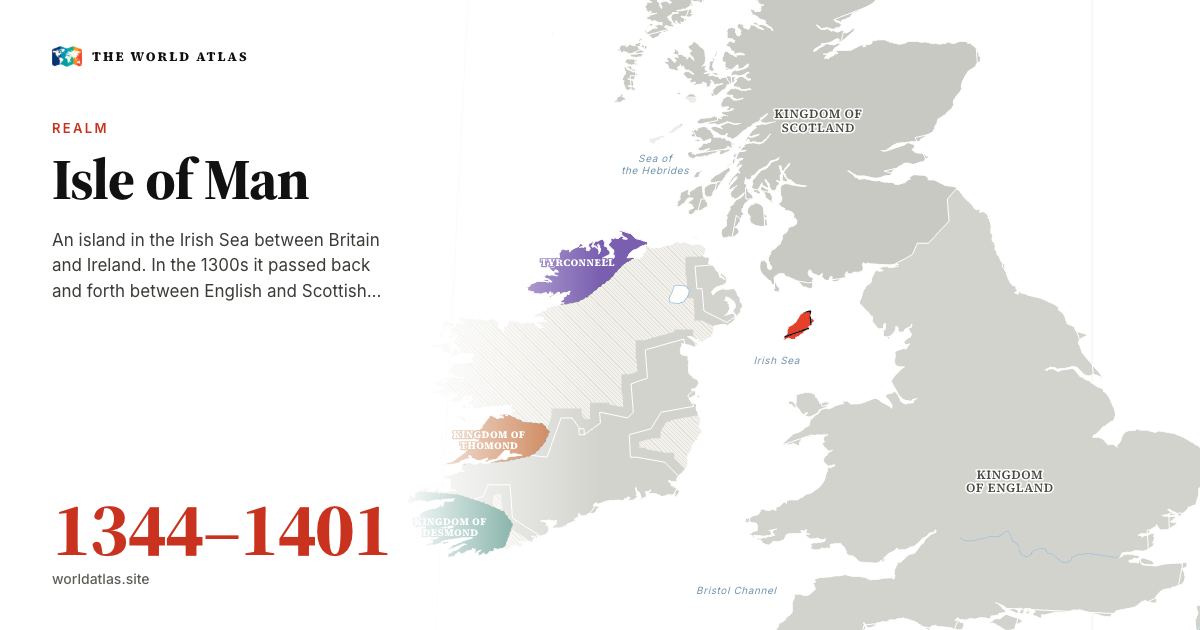 THE WORLD ATLAS
REALM
Isle of Man
An island in the Irish Sea between Britain
and Ireland. In the 1300s it passed back
and forth between English and Scottish...
1344–1401
worldatlas.site
KINGDOM OF
SCOTLAND
Sea of
the Hebrides
TYRCONNELL
Irish Sea
KINGDOM OF
THOMOND
KINGDOM
OF ENGLAND
KINGDOM OF
DESMOND
Bristol Channel